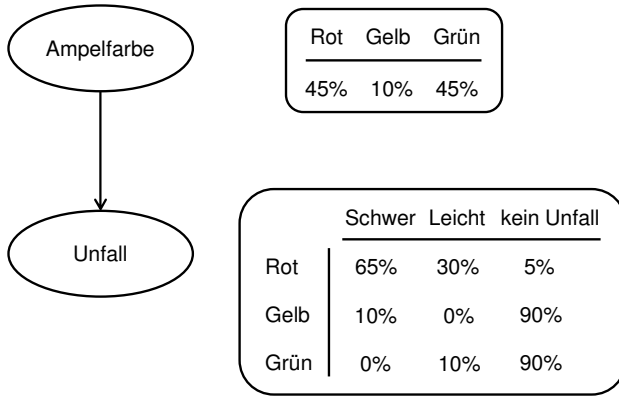 Ampelfarbe
Rot Gelb Grün
45% 10% 45%
Unfall
Schwer Leicht kein Unfall
Rot 65% 30% 5%
Gelb 10% 0% 90%
Grün 0% 10% 90%